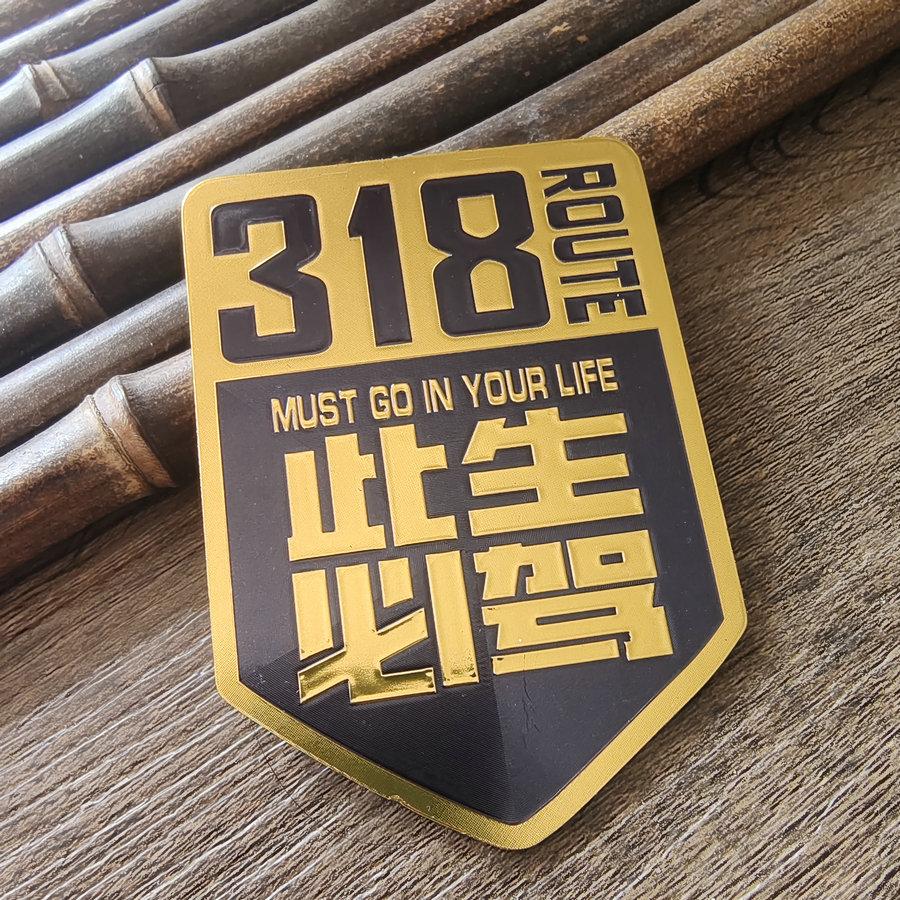 318 ROUTE
MUST GO IN YOUR LIFE
此生
必驾